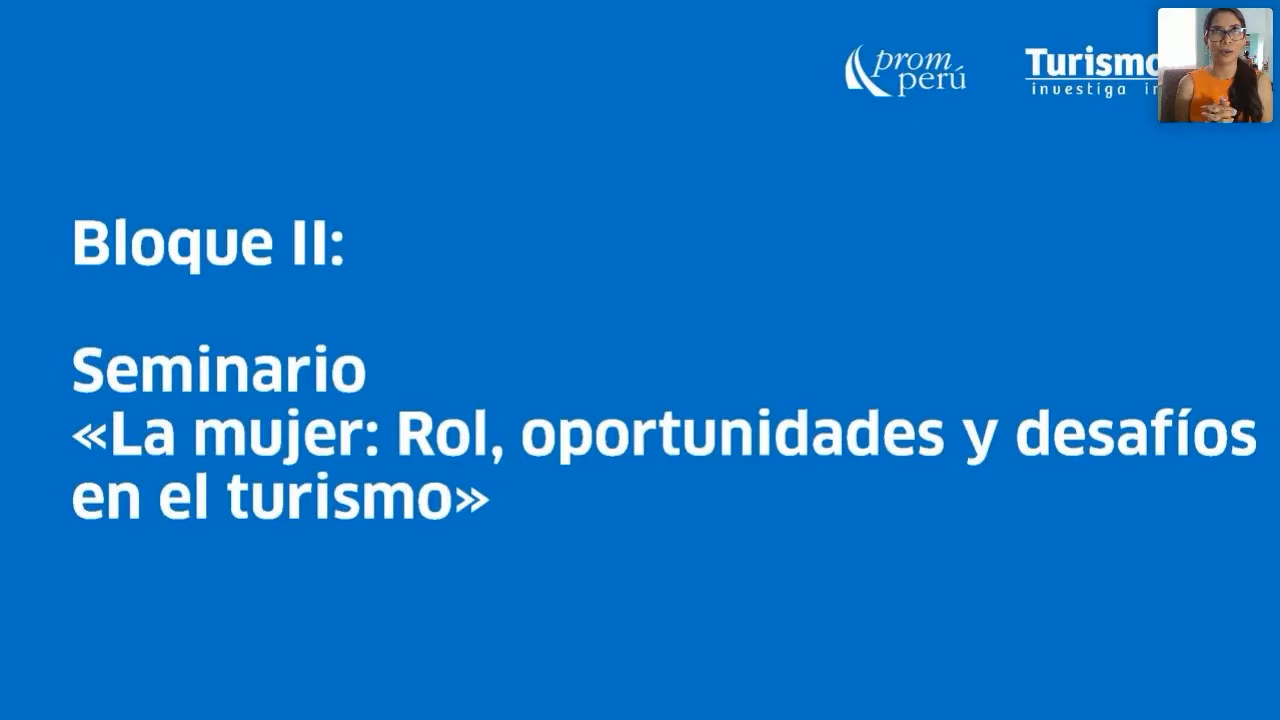 prom
perú
Turismo
investiga
Bloque II:
Seminario
«La mujer: Rol, oportunidades y desafíos
en el turismo»